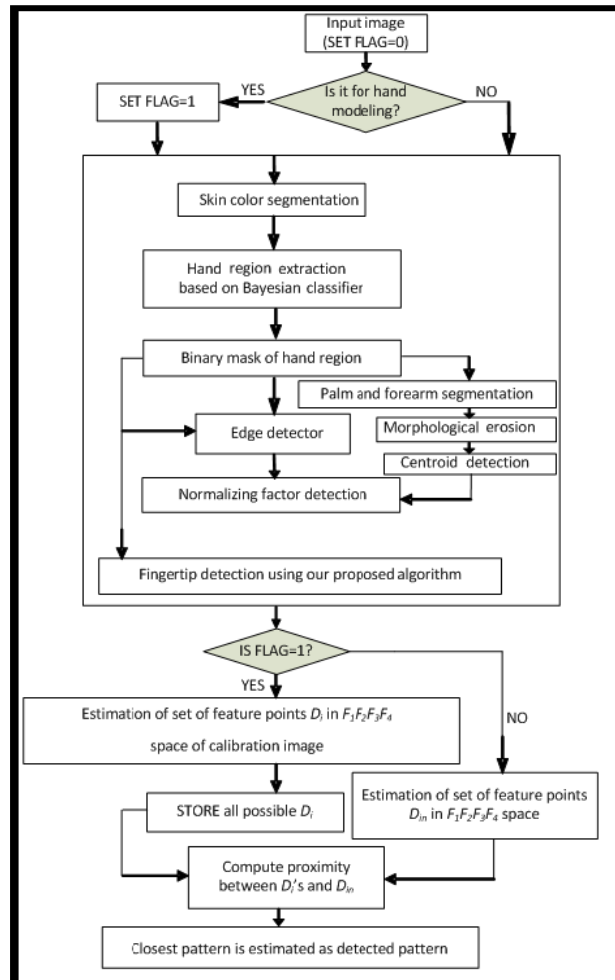 Input image
(SET FLAG=0)
Is it for hand
modeling?
YES
NO
SET FLAG=1
Skin color segmentation
Hand region extraction
based on Bayesian classifier
Binary mask of hand region
Palm and forearm segmentation
Edge detector
Morphological erosion
Centroid detection
Normalizing factor detection
Fingertip detection using our proposed algorithm
IS FLAG=1?
YES
NO
Estimation of set of feature points Di in F1F2F3F4
space of calibration image
STORE all possible Di
Estimation of set of feature points
Din in F1F2F3F4 space
Compute proximity
between Di's and Din
Closest pattern is estimated as detected pattern